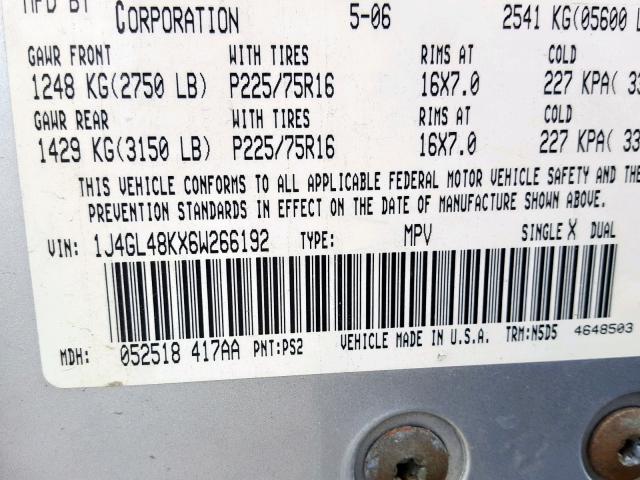 MFD BY CORPORATION 5-06 2541 KG(05600 L
GAWR FRONT WITH TIRES RIMS AT COLD
1248 KG(2750 LB) P225/75R16 16X7.0 227 KPA( 33
GAWR REAR WITH TIRES RIMS AT COLD
1429 KG(3150 LB) P225/75R16 16X7.0 227 KPA( 33
THIS VEHICLE CONFORMS TO ALL APPLICABLE FEDERAL MOTOR VEHICLE SAFETY AND THE
PREVENTION STANDARDS IN EFFECT ON THE DATE OF MANUFACTURE SHOWN ABOVE.
VIN: 1J4GL48KX6W266192 TYPE: MPV SINGLE X DUAL
MDH: 052518 417AA PNT:PS2 VEHICLE MADE IN U.S.A. TRM:N5D5 4648503